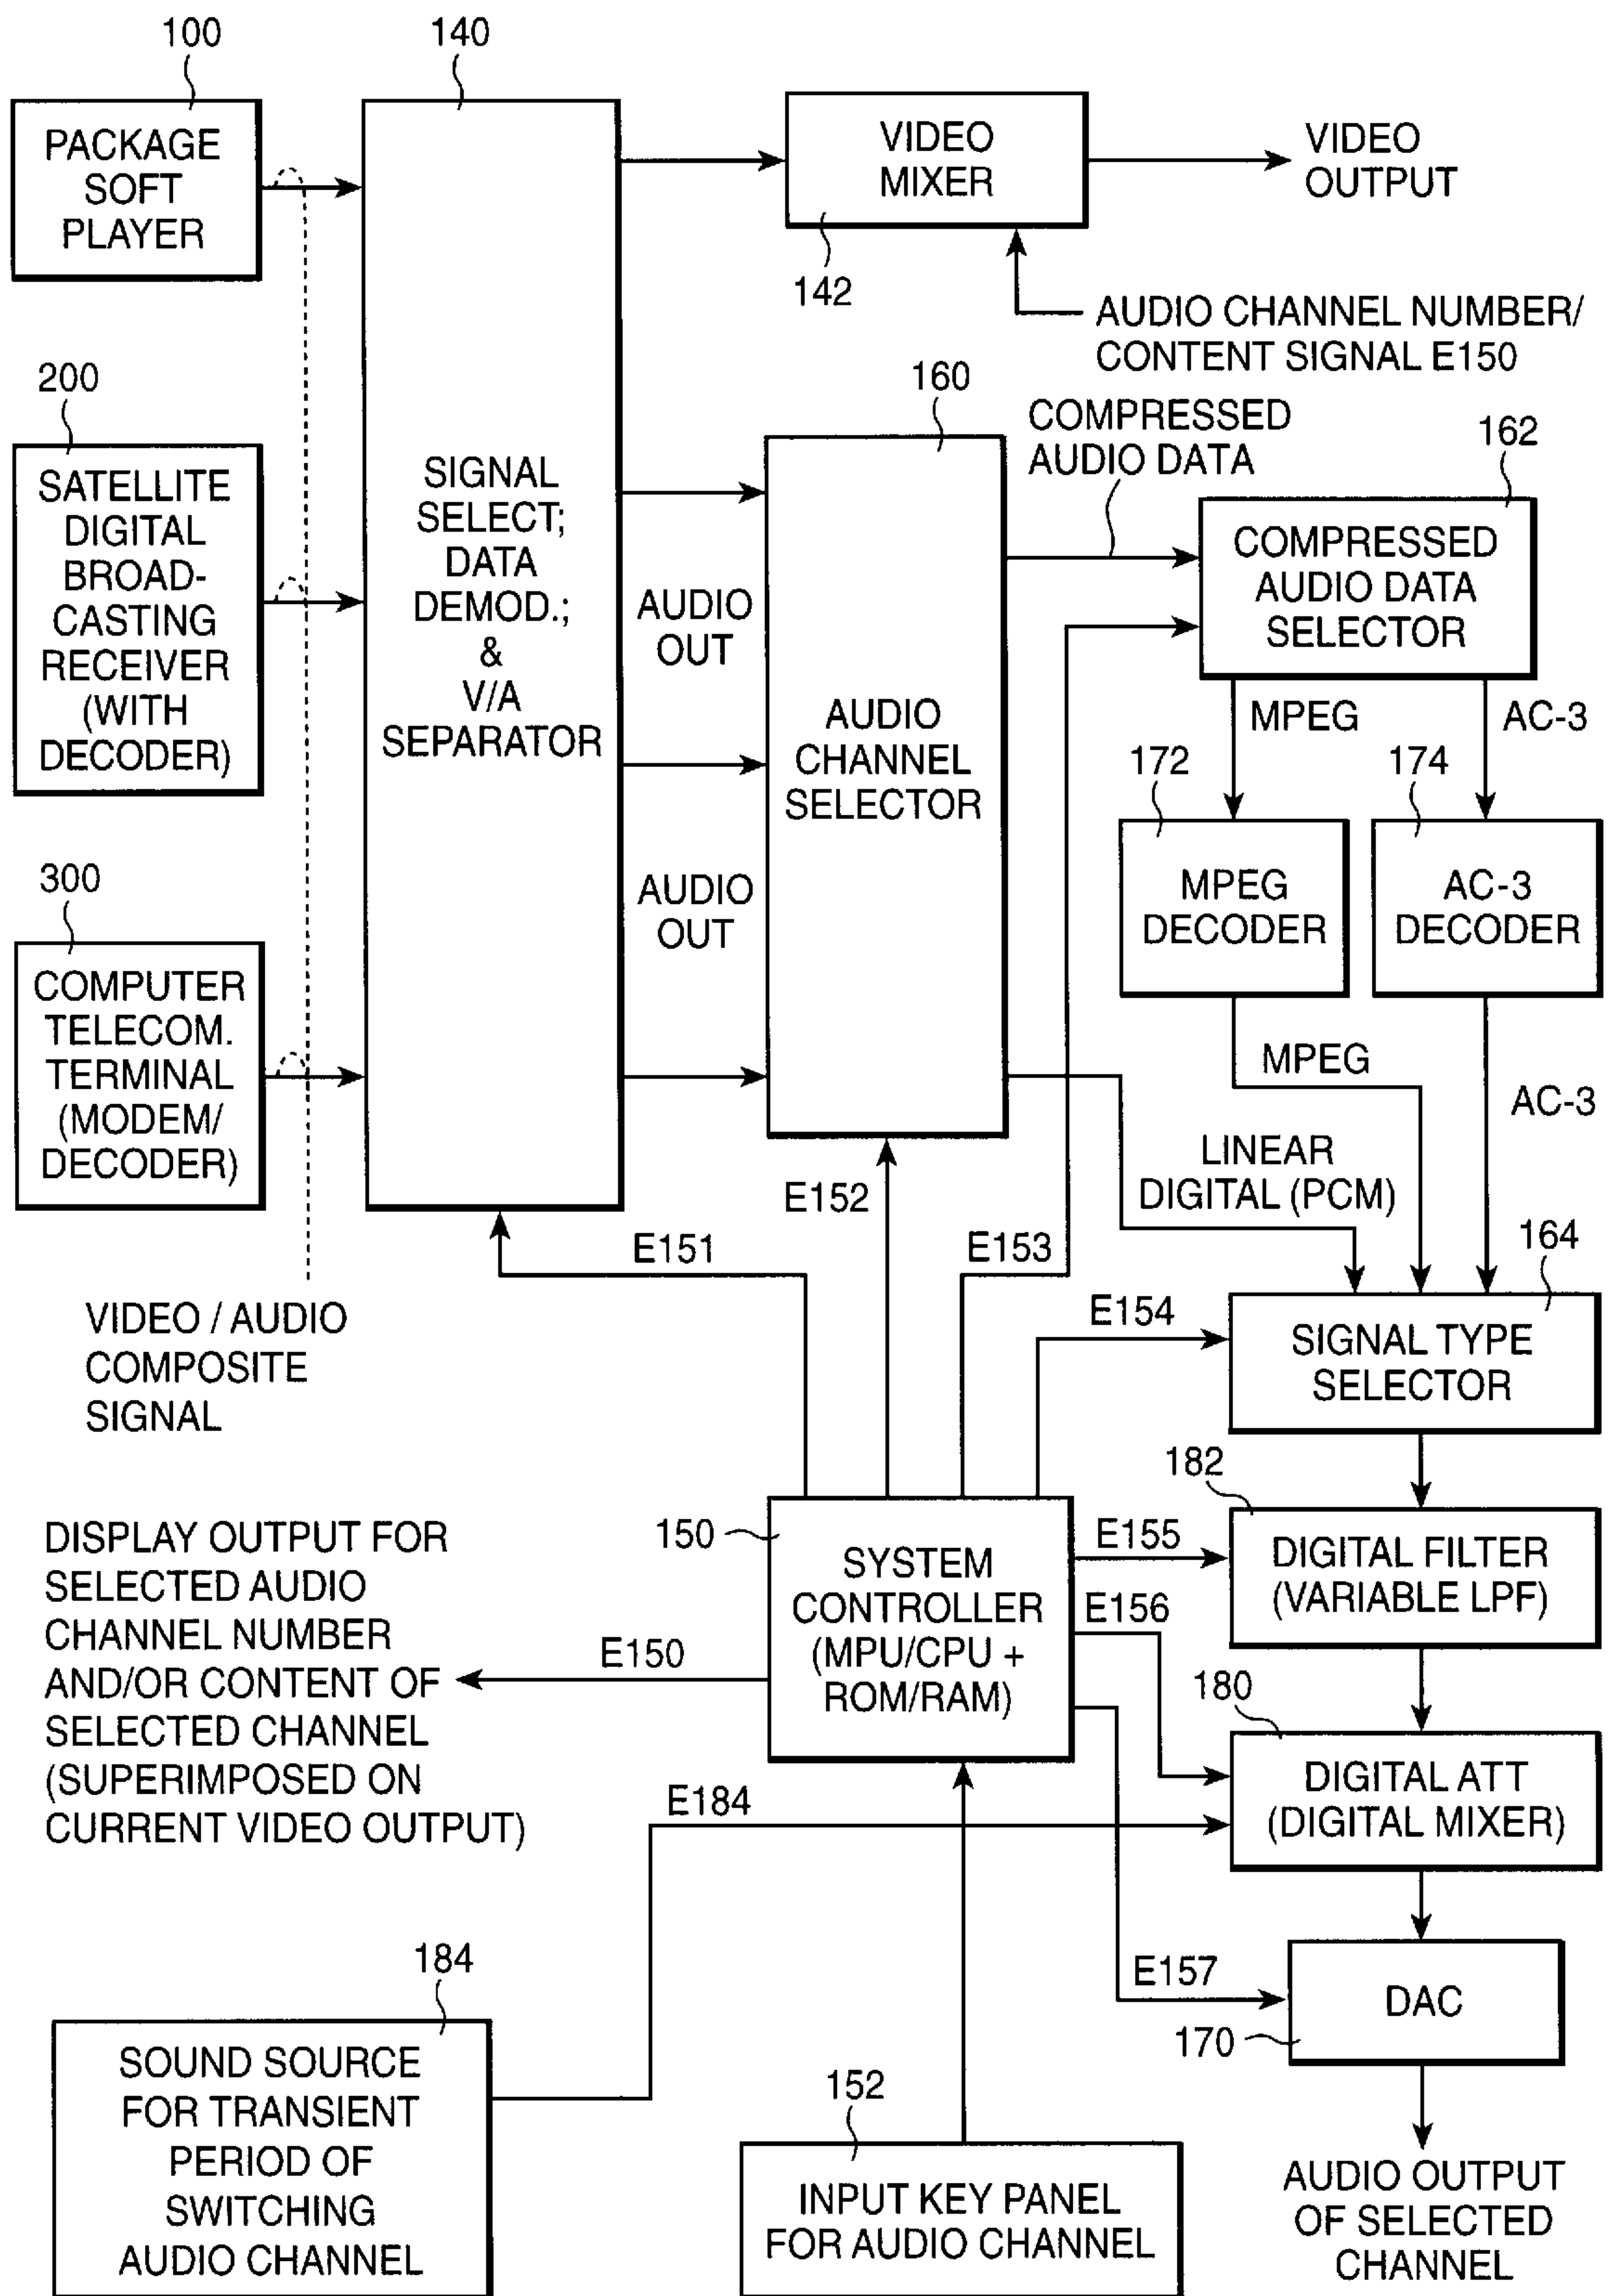 100
140
PACKAGE
SOFT
PLAYER
VIDEO
MIXER
VIDEO
OUTPUT
142
AUDIO CHANNEL NUMBER/
CONTENT SIGNAL E150
200
SATELLITE
DIGITAL
BROAD-
CASTING
RECEIVER
(WITH
DECODER)
SIGNAL
SELECT;
DATA
DEMOD.;
&
V/A
SEPARATOR
160
COMPRESSED
AUDIO DATA
162
COMPRESSED
AUDIO DATA
SELECTOR
AUDIO
OUT
AUDIO
CHANNEL
SELECTOR
MPEG
AC-3
172
174
AUDIO
OUT
MPEG
DECODER
AC-3
DECODER
300
COMPUTER
TELECOM.
TERMINAL
(MODEM/
DECODER)
MPEG
AC-3
LINEAR
DIGITAL (PCM)
E152
E151
E153
164
VIDEO / AUDIO
COMPOSITE
SIGNAL
E154
SIGNAL TYPE
SELECTOR
182
150
SYSTEM
CONTROLLER
(MPU/CPU +
ROM/RAM)
E155
DIGITAL FILTER
(VARIABLE LPF)
E156
DISPLAY OUTPUT FOR
SELECTED AUDIO
CHANNEL NUMBER
AND/OR CONTENT OF
SELECTED CHANNEL
(SUPERIMPOSED ON
CURRENT VIDEO OUTPUT)
E150
180
DIGITAL ATT
(DIGITAL MIXER)
E184
184
E157
DAC
170
SOUND SOURCE
FOR TRANSIENT
PERIOD OF
SWITCHING
AUDIO CHANNEL
152
INPUT KEY PANEL
FOR AUDIO CHANNEL
AUDIO OUTPUT
OF SELECTED
CHANNEL